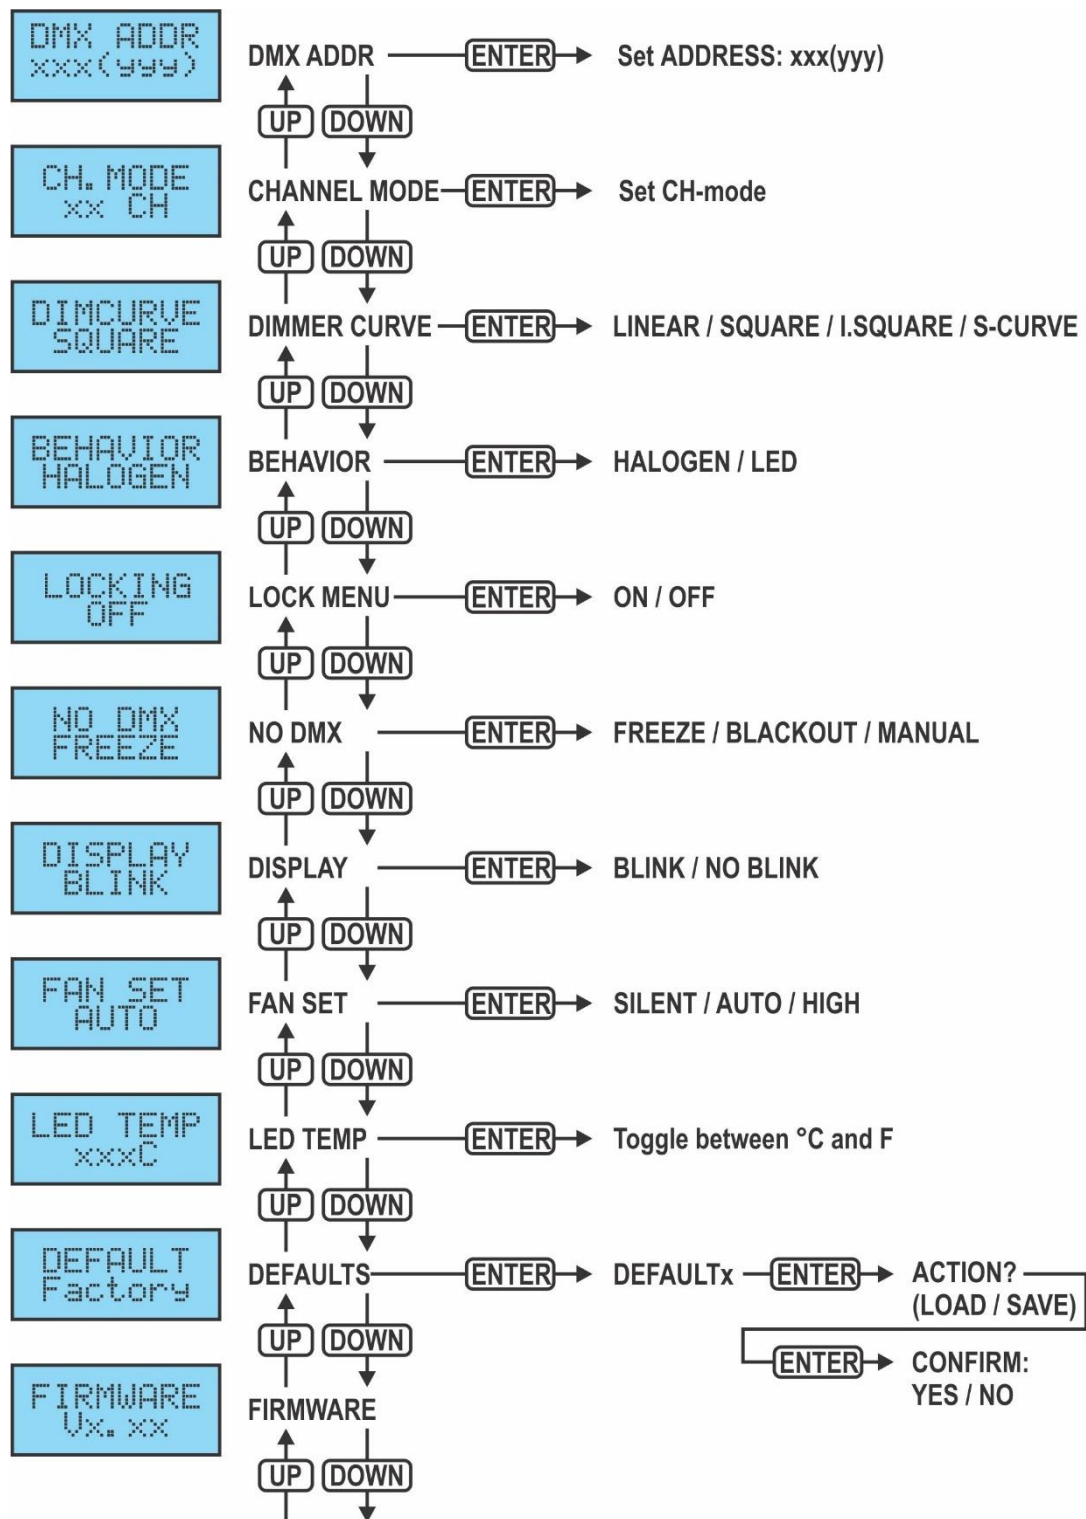 DMX ADDR
xxx(yyy)
DMX ADDR ENTER Set ADDRESS: xxx(yyy)
UP DOWN
CH. MODE
xx CH
CHANNEL MODE ENTER Set CH-mode
UP DOWN
DIMCURVE
SQUARE
DIMMER CURVE ENTER LINEAR / SQUARE / I.SQUARE / S-CURVE
UP DOWN
BEHAVIOR
HALOGEN
BEHAVIOR ENTER HALOGEN / LED
UP DOWN
LOCKING
OFF
LOCK MENU ENTER ON / OFF
UP DOWN
NO DMX
FREEZE
NO DMX ENTER FREEZE / BLACKOUT / MANUAL
UP DOWN
DISPLAY
BLINK
DISPLAY ENTER BLINK / NO BLINK
UP DOWN
FAN SET
AUTO
FAN SET ENTER SILENT / AUTO / HIGH
UP DOWN
LED TEMP
xxxC
LED TEMP ENTER Toggle between °C and F
UP DOWN
DEFAULT
Factory
DEFAULTS ENTER DEFAULTx ENTER ACTION?
(LOAD / SAVE)
UP DOWN
ENTER CONFIRM:
YES / NO
FIRMWARE
Vx.xx
FIRMWARE
UP DOWN